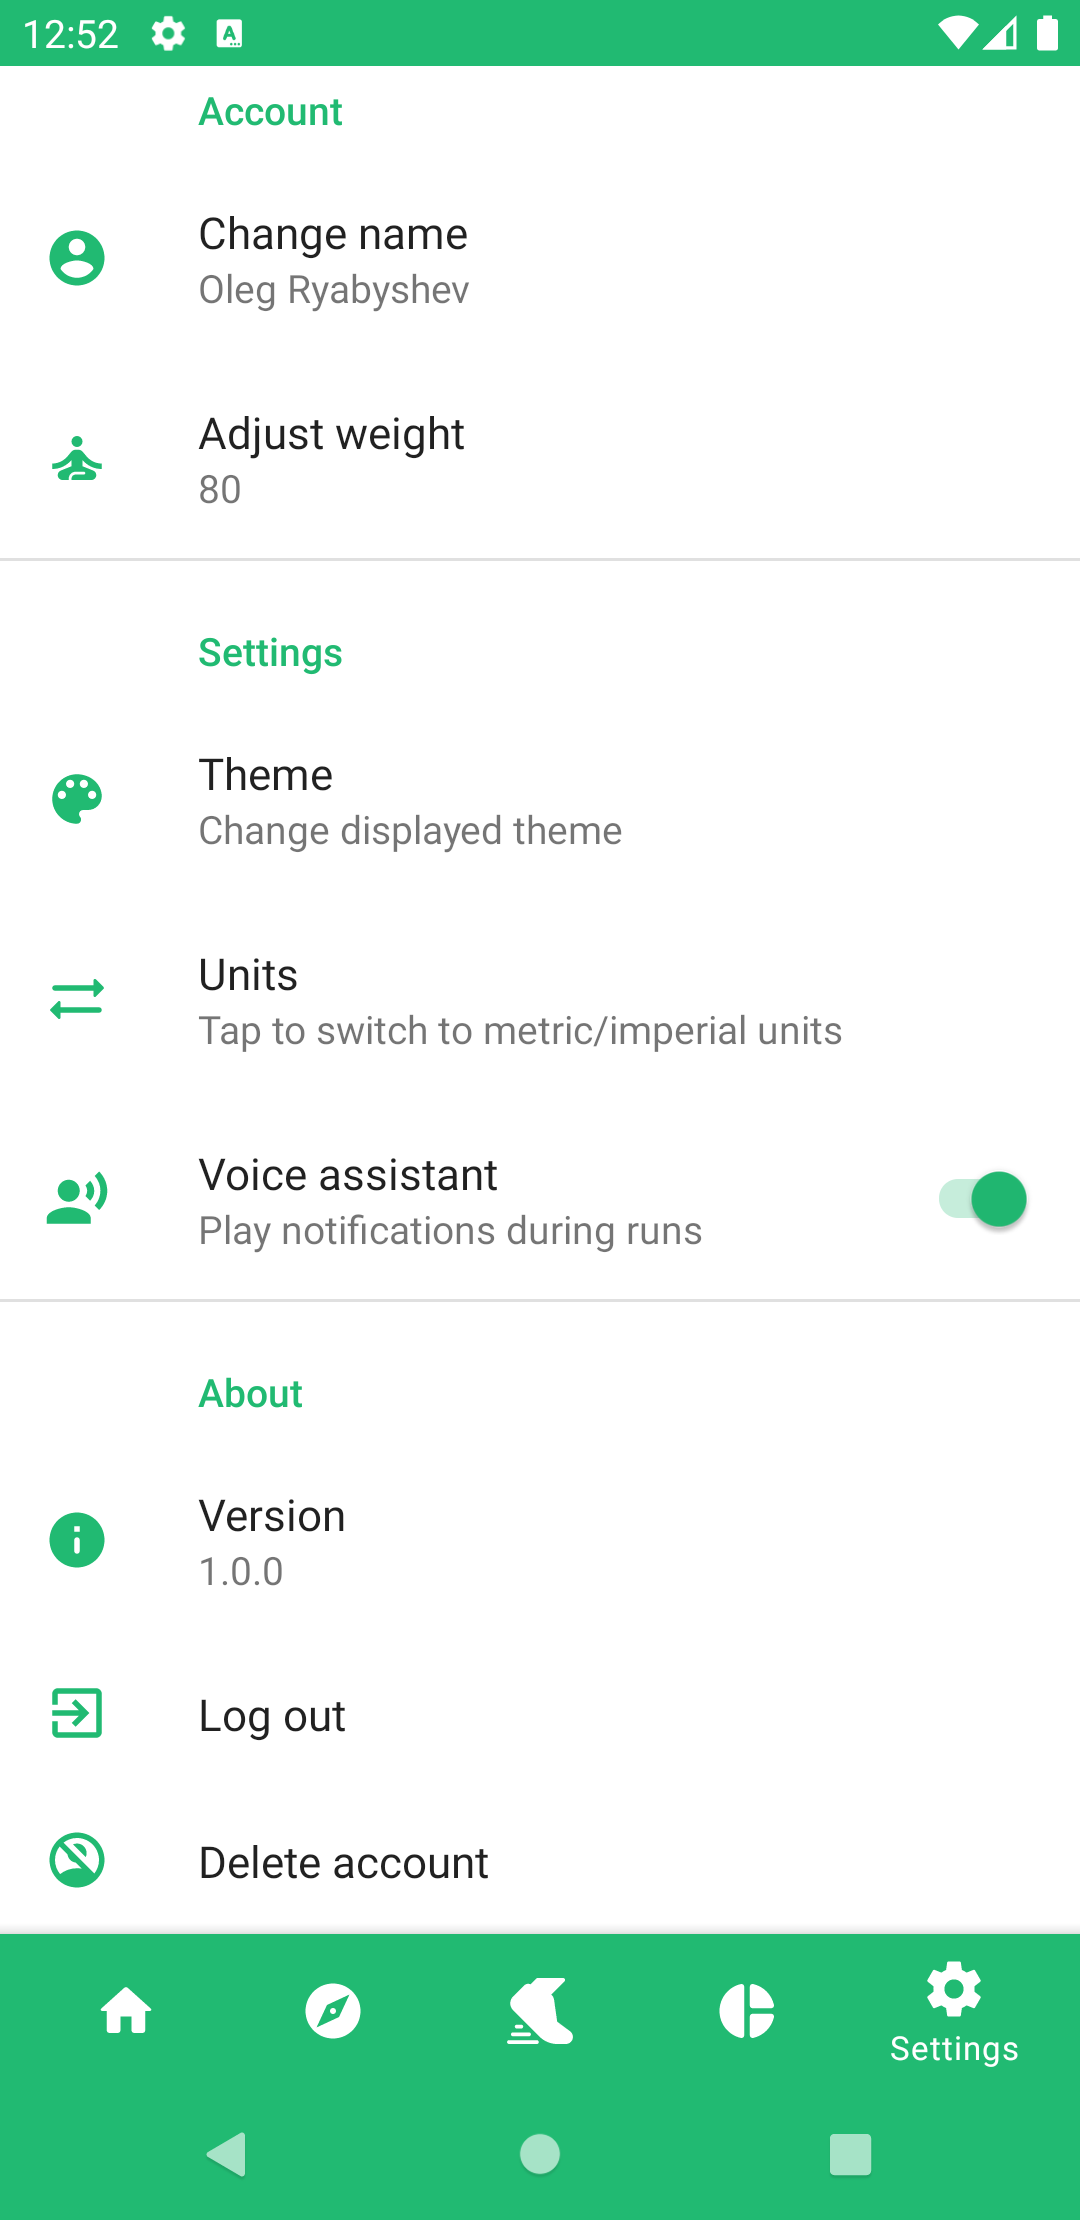 12:52
Account
Change name
Oleg Ryabyshev
Adjust weight
80
Settings
Theme
Change displayed theme
Units
Tap to switch to metric/imperial units
Voice assistant
Play notifications during runs
About
Version
1.0.0
Log out
Delete account
Settings